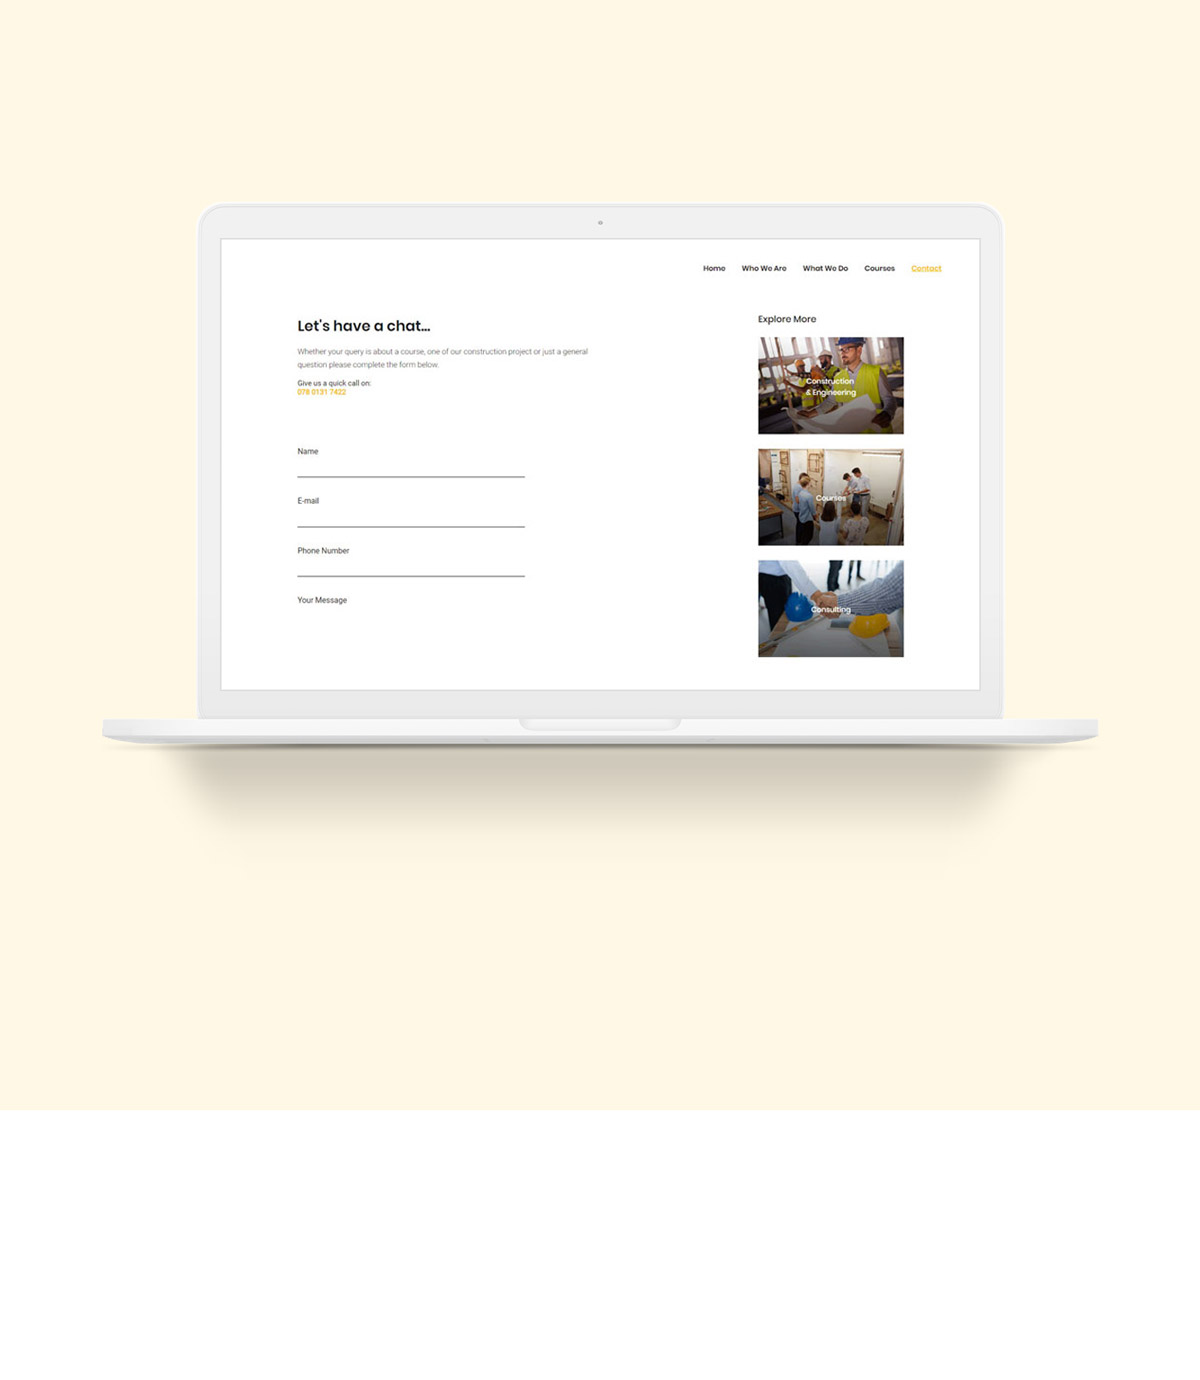 Home Who We Are What We Do Courses Contact
Let's have a chat...
Whether your query is about a course, one of our construction project or just a general
question please complete the form below.
Give us a quick call on:
078 0131 7422
Name
E-mail
Phone Number
Your Message
Explore More
Construction
& Engineering
Courses
Consulting